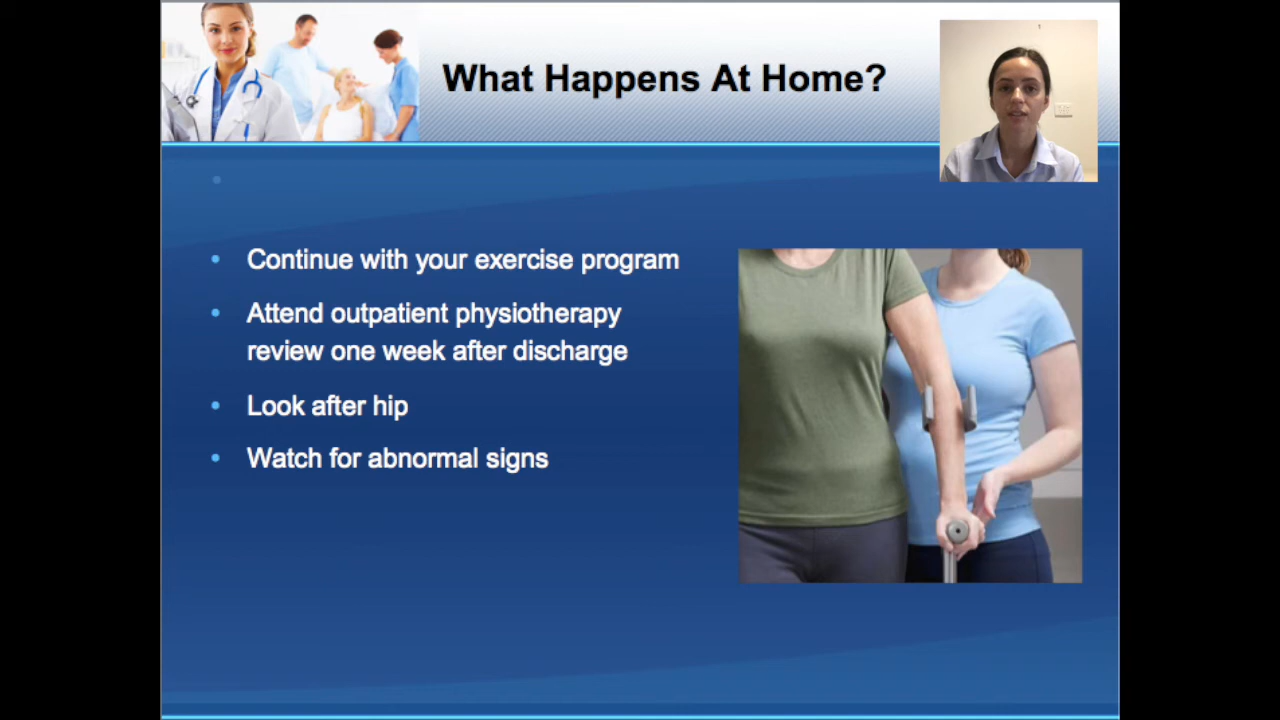 What Happens At Home?
Continue with your exercise program
Attend outpatient physiotherapy
review one week after discharge
Look after hip
Watch for abnormal signs